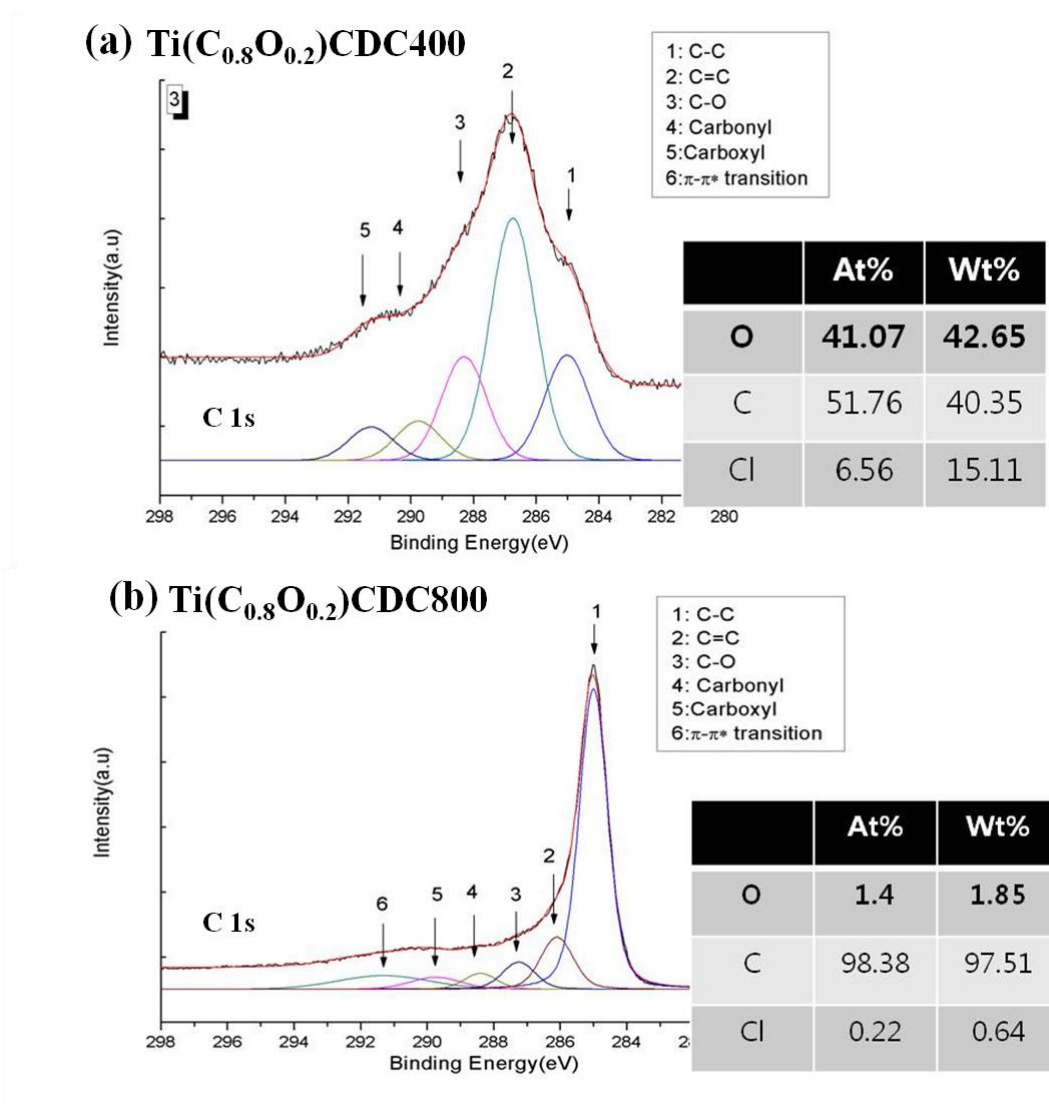 (a) Ti(C0.8O0.2)CDC400
3
2
3
1
5
4
1: C-C
2: C=C
3: C-O
4: Carbonyl
5:Carboxyl
6:π-π* transition
Intensity(a.u)
C 1s
298 296 294 292 290 288 286 284 282 280
Binding Energy(eV)
At% Wt%
O 41.07 42.65
C 51.76 40.35
Cl 6.56 15.11
(b) Ti(C0.8O0.2)CDC800
1
2
3
4
5
6
1: C-C
2: C=C
3: C-O
4: Carbonyl
5:Carboxyl
6:π-π* transition
Intensity(a.u)
C 1s
298 296 294 292 290 288 286 284
Binding Energy(eV)
At% Wt%
O 1.4 1.85
C 98.38 97.51
Cl 0.22 0.64